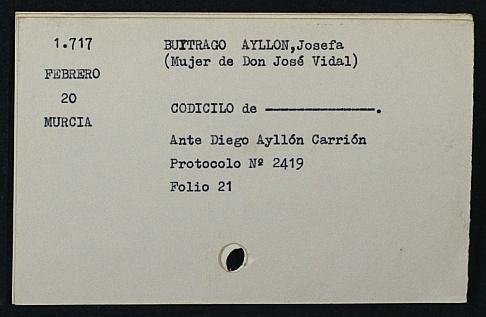 1.717
FEBRERO
20
MURCIA
BUITRAGO AYLLON,Josefa
(Mujer de Don José Vidal)
CODICILO de ————————.
Ante Diego Ayllón Carrión
Protocolo Nº 2419
Folio 21